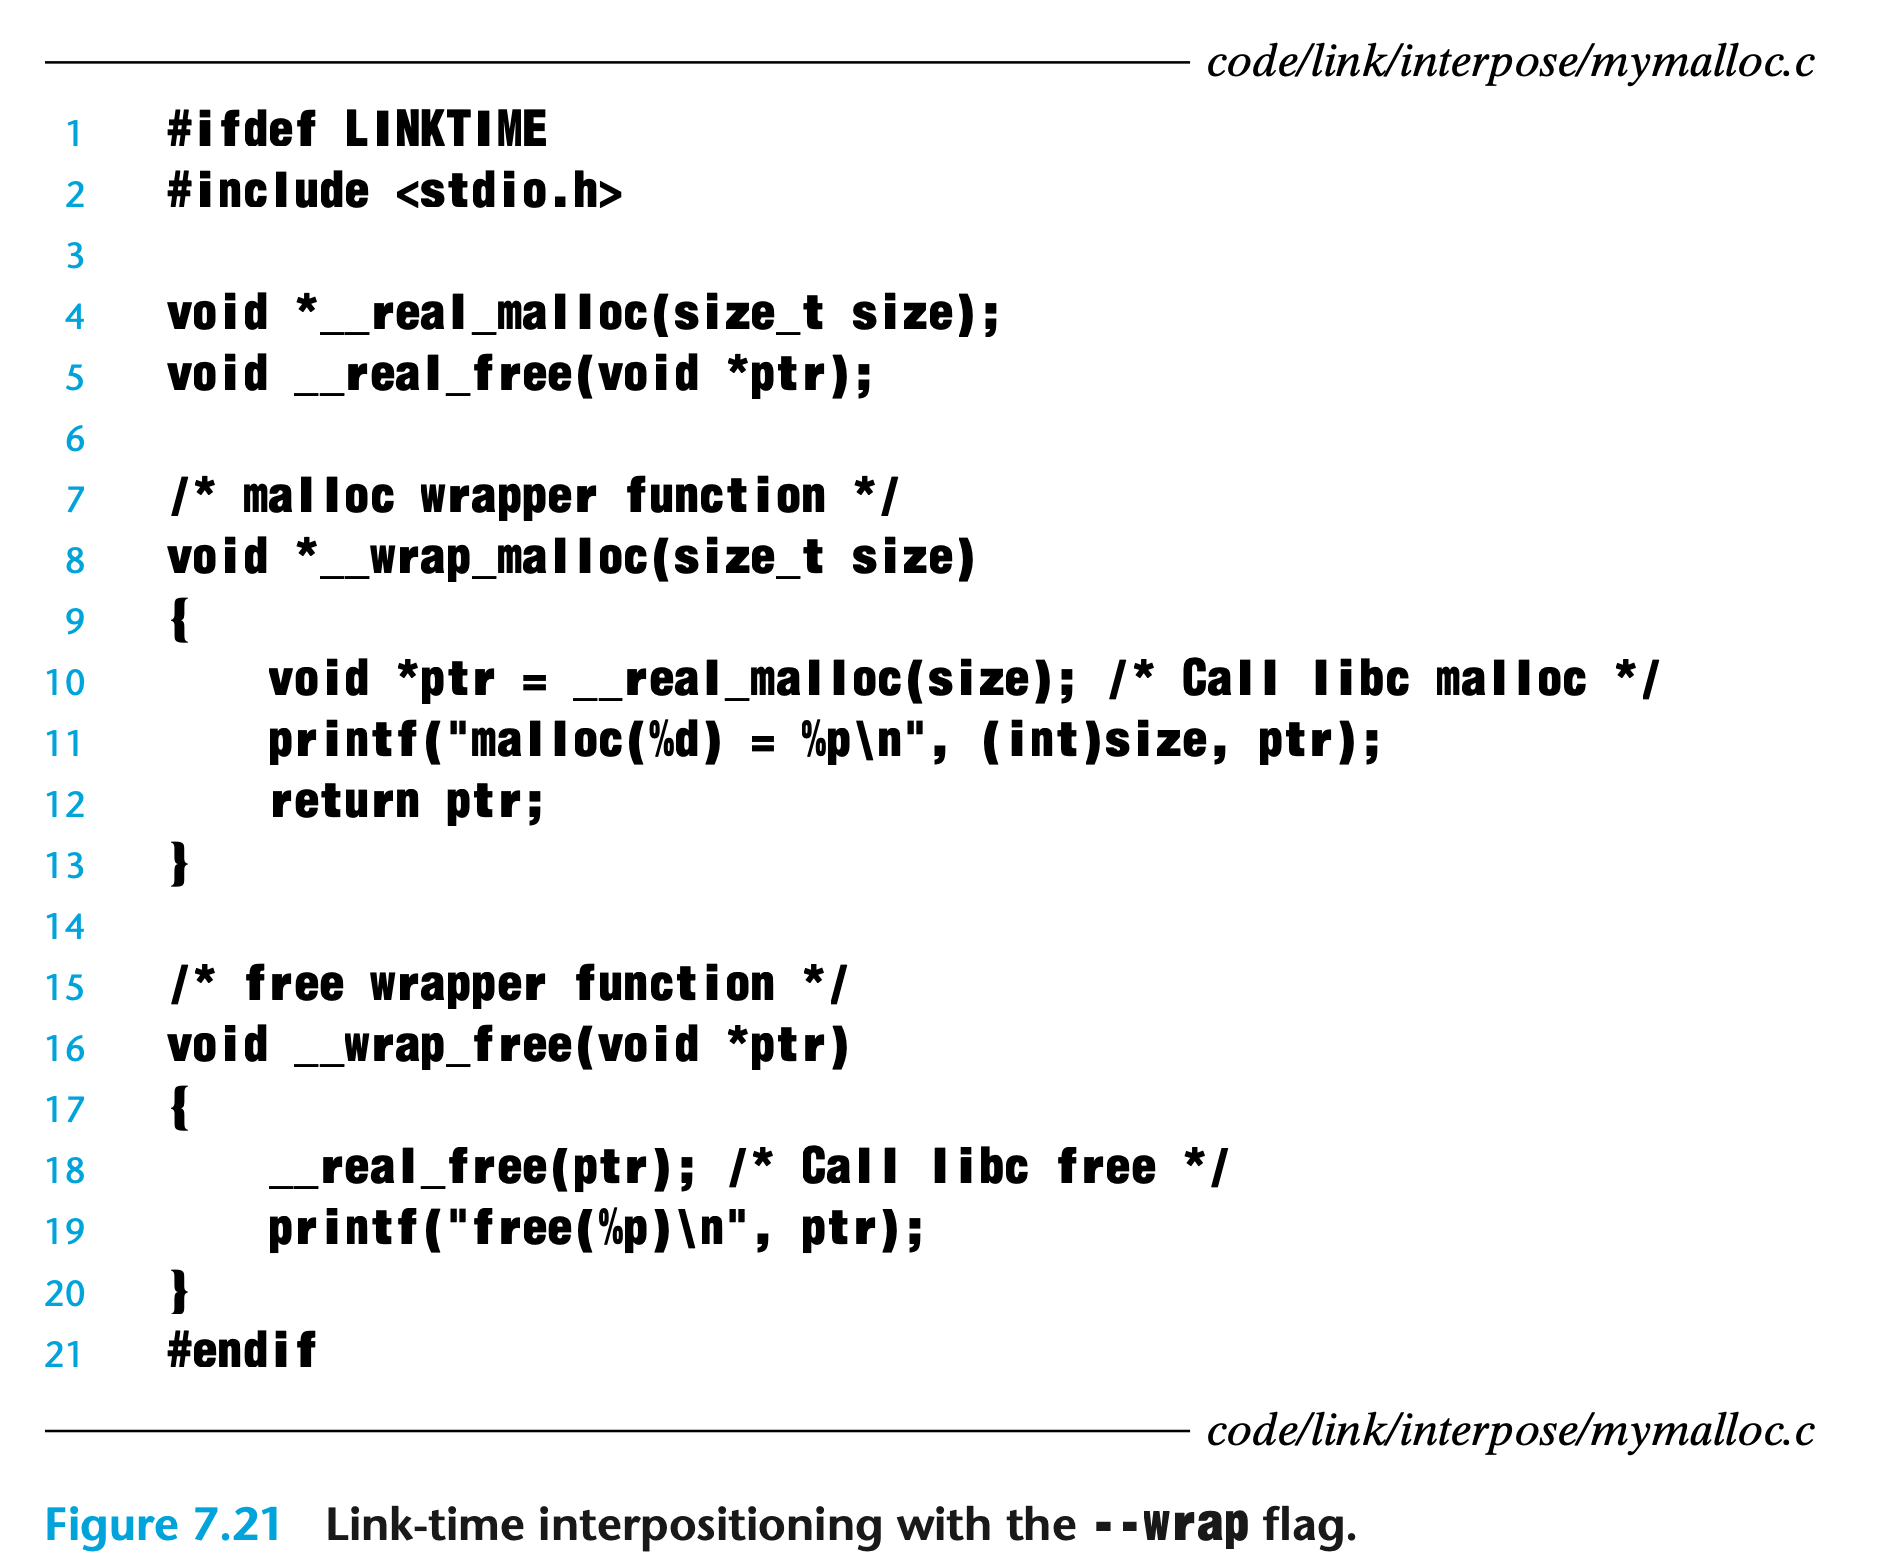 code/link/interpose/mymalloc.c
1 #ifdef LINKTIME
2 #include <stdio.h>
3
4 void *__real_malloc(size_t size);
5 void __real_free(void *ptr);
6
7 /* malloc wrapper function */
8 void *__wrap_malloc(size_t size)
9 {
10     void *ptr = __real_malloc(size); /* Call libc malloc */
11     printf("malloc(%d) = %p\n", (int)size, ptr);
12     return ptr;
13 }
14
15 /* free wrapper function */
16 void __wrap_free(void *ptr)
17 {
18     __real_free(ptr); /* Call libc free */
19     printf("free(%p)\n", ptr);
20 }
21 #endif
code/link/interpose/mymalloc.c
Figure 7.21 Link-time interpositioning with the --wrap flag.